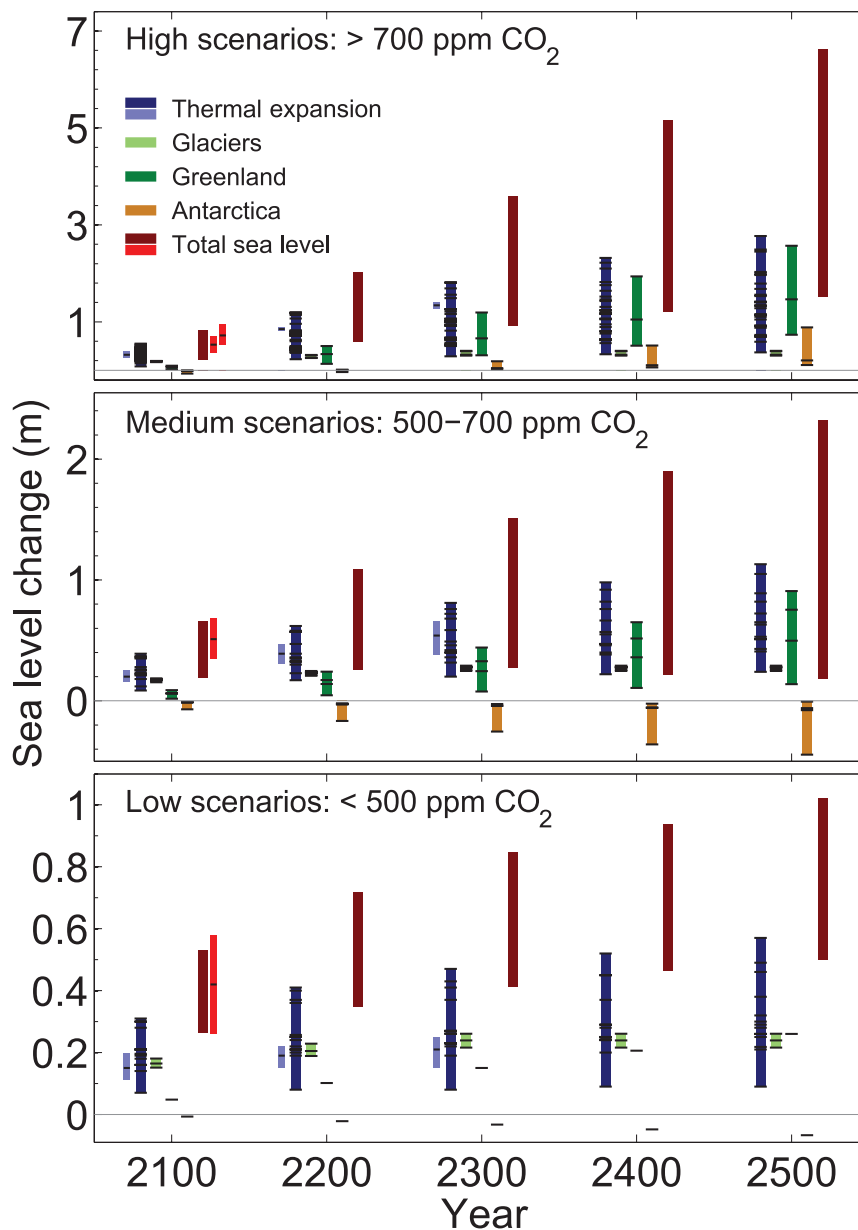 High scenarios: > 700 ppm CO2
Thermal expansion
Glaciers
Greenland
Antarctica
Total sea level
7
5
3
1
Medium scenarios: 500−700 ppm CO2
2
1
0
Sea level change (m)
Low scenarios: < 500 ppm CO2
1
0.8
0.6
0.4
0.2
0
2100 2200 2300 2400 2500
Year